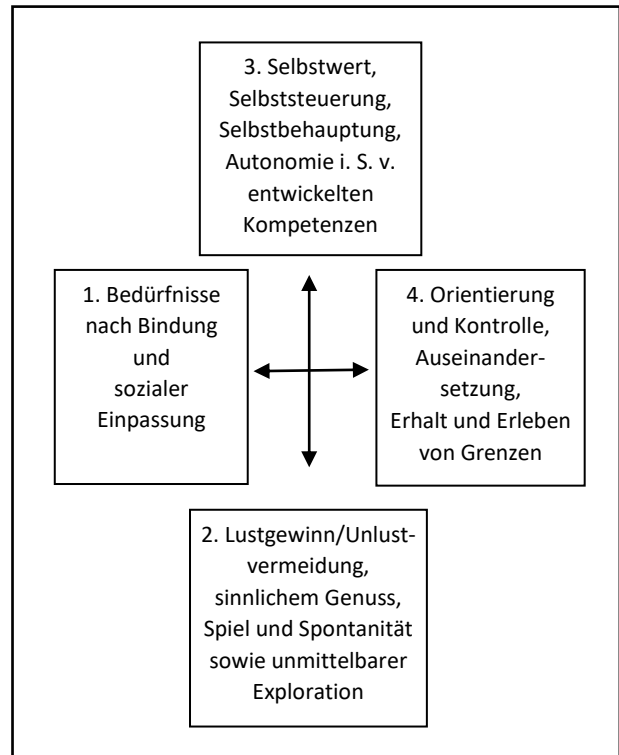 3. Selbstwert,
Selbststeuerung,
Selbstbehauptung,
Autonomie i. S. v.
entwickelten
Kompetenzen
1. Bedürfnisse
nach Bindung
und
sozialer
Einpassung
4. Orientierung
und Kontrolle,
Auseinander-
setzung,
Erhalt und Erleben
von Grenzen
2. Lustgewinn/Unlust-
vermeidung,
sinnlichem Genuss,
Spiel und Spontanität
sowie unmittelbarer
Exploration